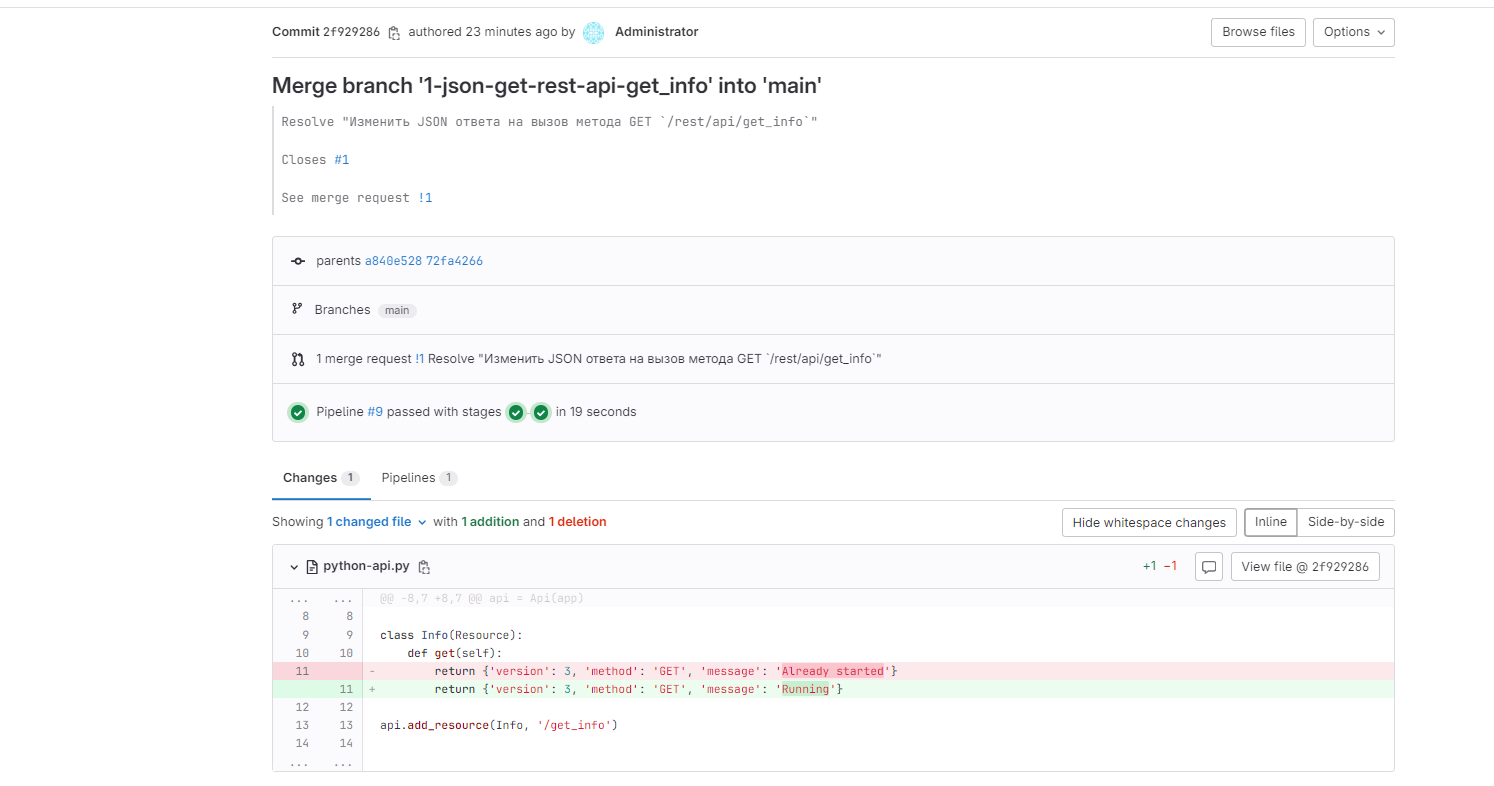 Commit 2f929286 authored 23 minutes ago by Administrator Browse files Options
Merge branch '1-json-get-rest-api-get_info' into 'main'
Resolve "Изменить JSON ответа на вызов метода GET `/rest/api/get_info`"
Closes #1
See merge request !1
parents a840e528 72fa4266
Branches main
1 merge request !1 Resolve "Изменить JSON ответа на вызов метода GET `/rest/api/get_info`"
Pipeline #9 passed with stages in 19 seconds
Changes 1 Pipelines 1
Showing 1 changed file with 1 addition and 1 deletion Hide whitespace changes Inline Side-by-side
python-api.py +1 −1 View file @ 2f929286
... ... @@ -8,7 +8,7 @@ api = Api(app)
8 8
9 9 class Info(Resource):
10 10 def get(self):
11 - return {'version': 3, 'method': 'GET', 'message': 'Already started'}
11 + return {'version': 3, 'method': 'GET', 'message': 'Running'}
12 12
13 13 api.add_resource(Info, '/get_info')
14 14
... ...